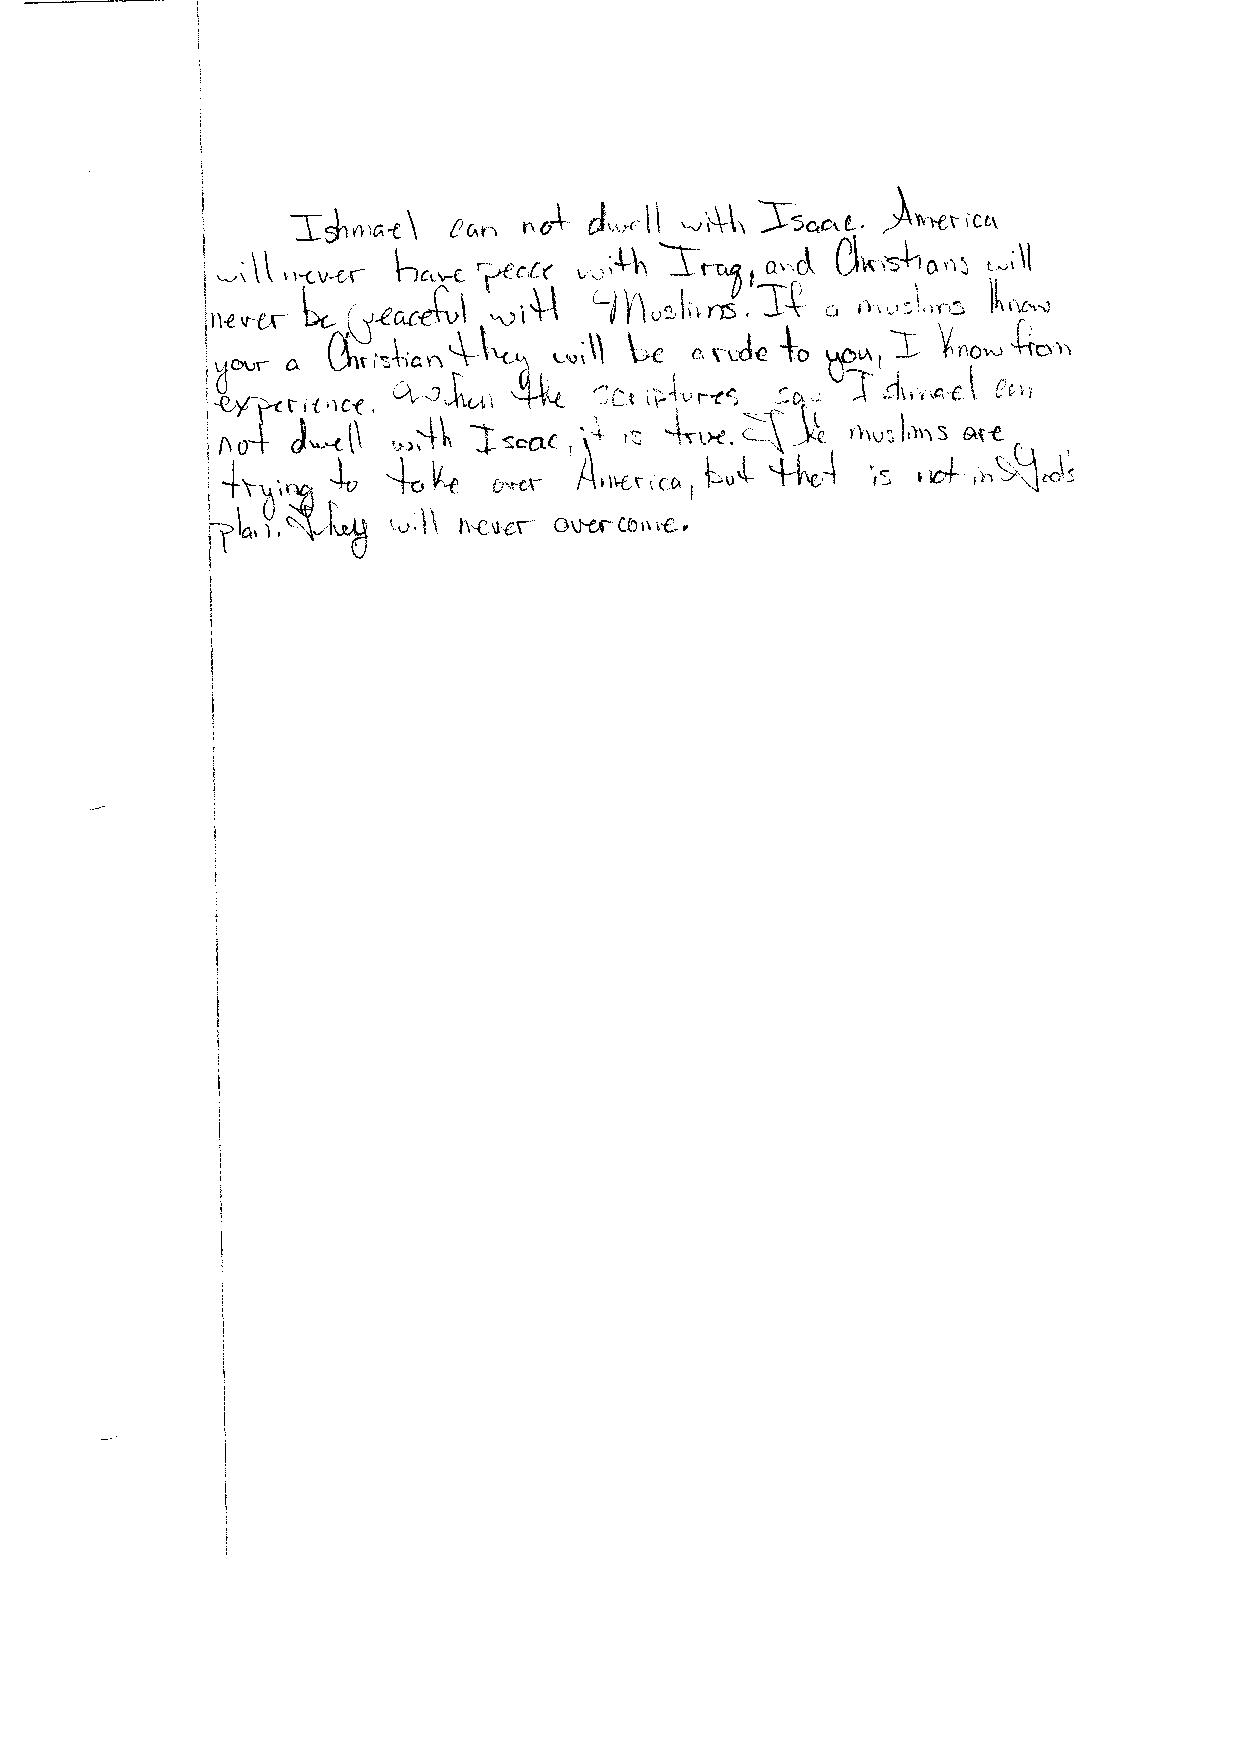 Ishmael can not dwell with Isaac. America
will never have peace with Iraq, and Christians will
never be peaceful with Muslims. If a muslims know
your a Christian they will be a rude to you, I know from
experience. When the scriptures say Ishmael can
not dwell with Isaac, it is true. The muslims are
trying to take over America, but that is not in God's
plan. They will never overcome.